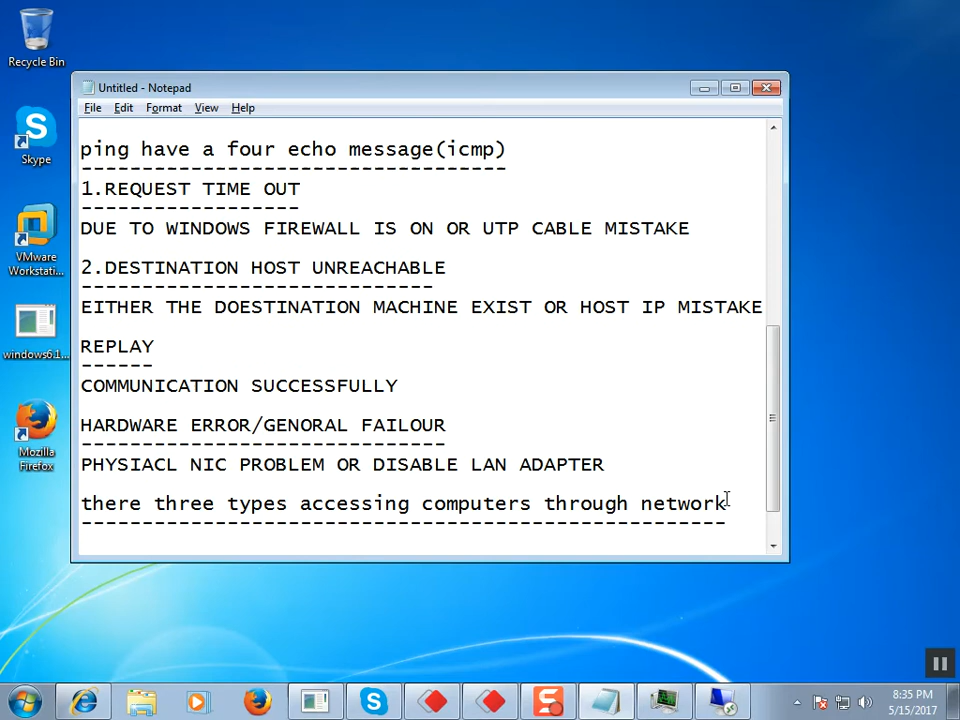 Recycle Bin
Skype
VMware
Workstati...
windows6.1...
Mozilla
Firefox
Untitled - Notepad
File Edit Format View Help
ping have a four echo message(icmp)
-----------------------------------
1.REQUEST TIME OUT
------------------
DUE TO WINDOWS FIREWALL IS ON OR UTP CABLE MISTAKE
2.DESTINATION HOST UNREACHABLE
-----------------------------
EITHER THE DOESTINATION MACHINE EXIST OR HOST IP MISTAKE
REPLAY
------
COMMUNICATION SUCCESSFULLY
HARDWARE ERROR/GENORAL FAILOUR
------------------------------
PHYSIACL NIC PROBLEM OR DISABLE LAN ADAPTER
there three types accessing computers through network
-----------------------------------------------------
8:35 PM
5/15/2017